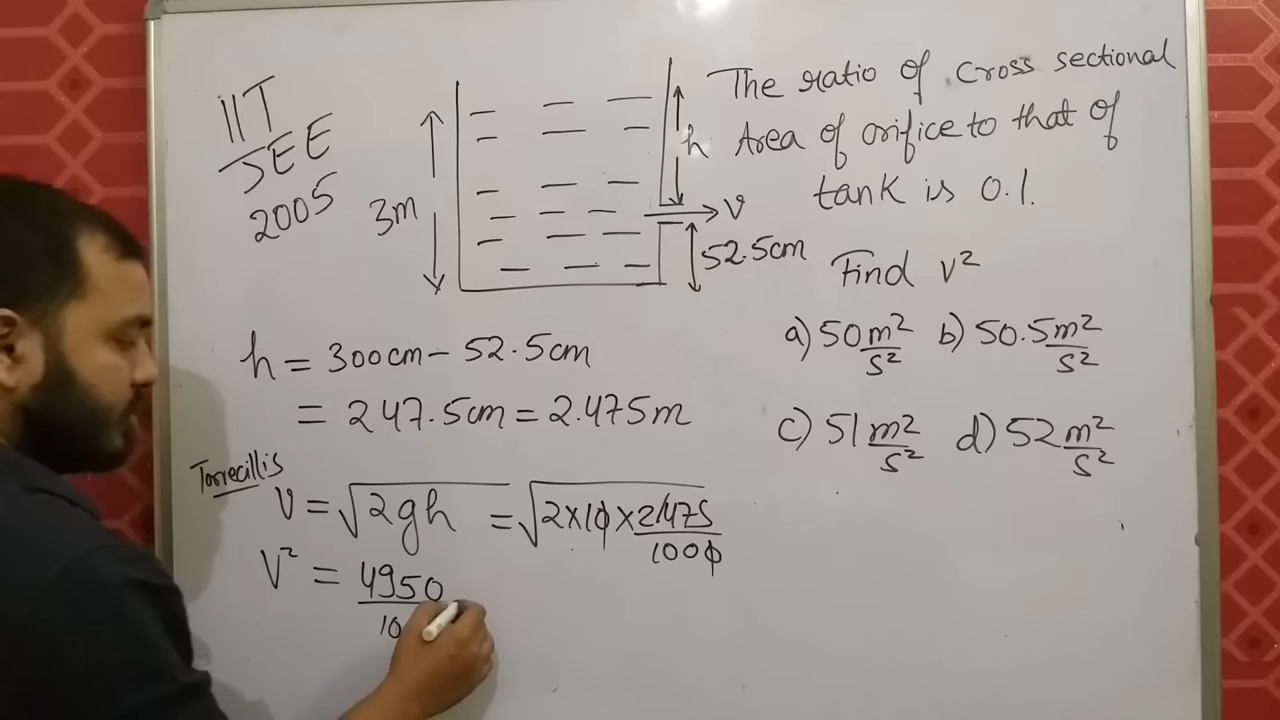 IIT
JEE
2005
3m
h
v
52.5cm
The ratio of cross sectional
Area of orifice to that of
tank is 0.1.
Find v²
a) 50 m²/s² b) 50.5 m²/s²
c) 51 m²/s² d) 52 m²/s²
h = 300cm - 52.5cm
= 247.5cm = 2.475m
Torrecillis
V = √2gh = √2×10×2475/1000
V² = 4950/10